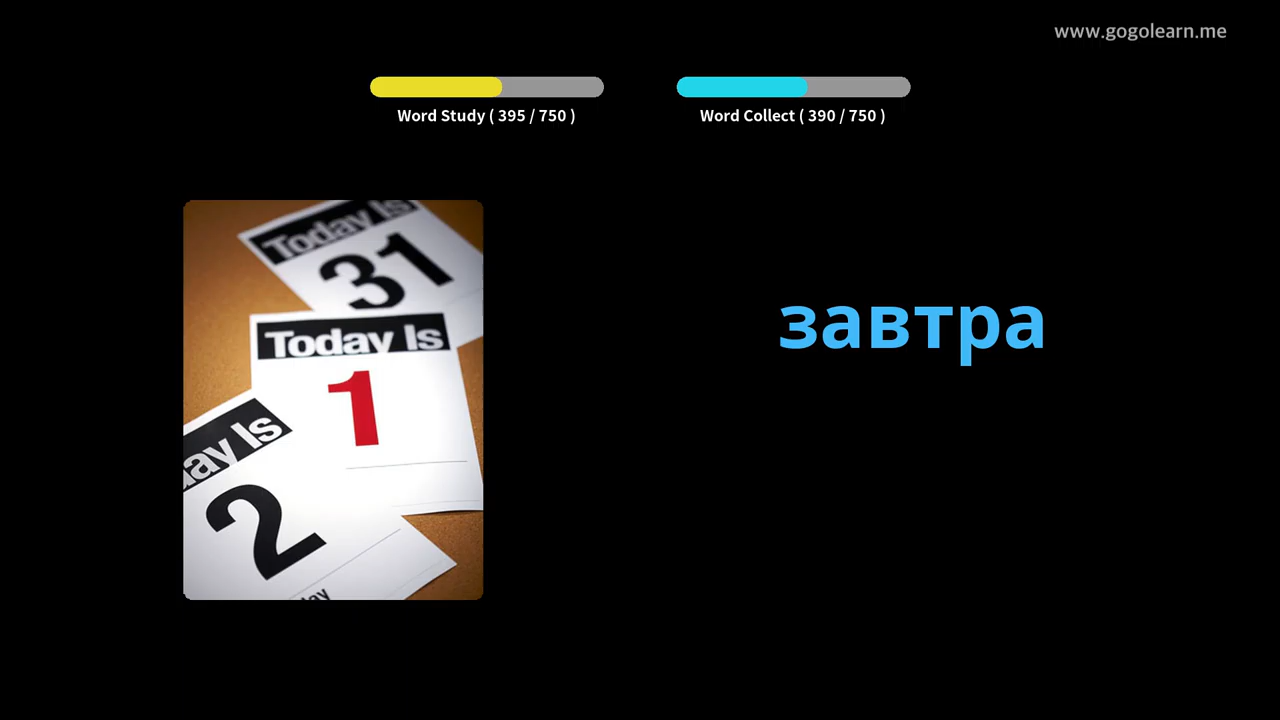 www.gogolearn.me
Word Study ( 395 / 750 )
Word Collect ( 390 / 750 )
Today Is
31
Today Is
1
ay Is
2
завтра